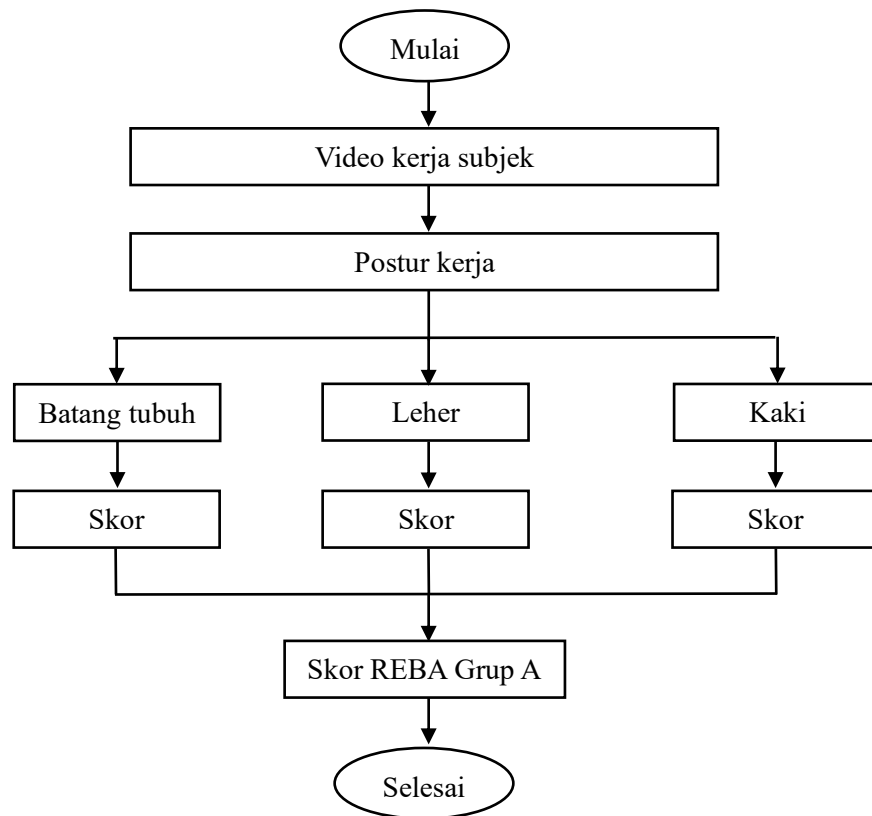 Mulai
Video kerja subjek
Postur kerja
Batang tubuh
Leher
Kaki
Skor
Skor
Skor
Skor REBA Grup A
Selesai